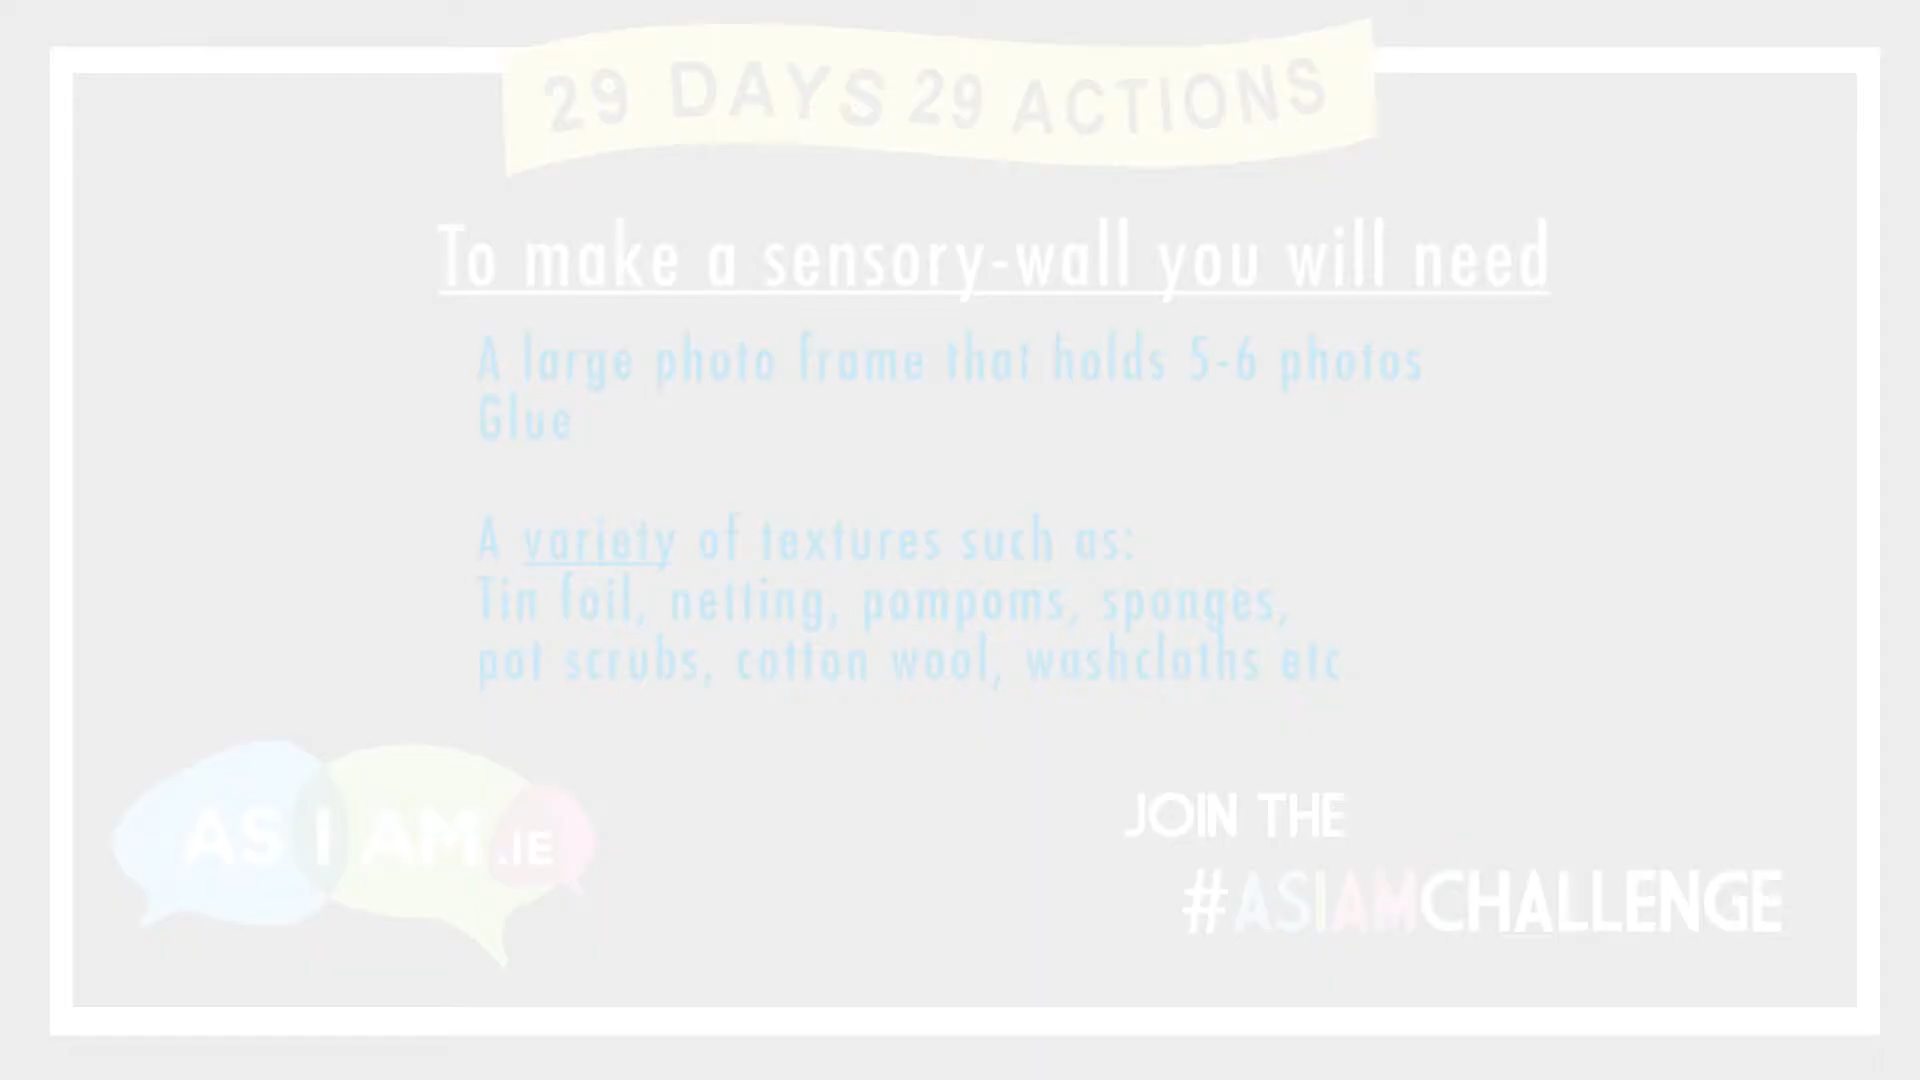 29 DAYS 29 ACTIONS
To make a sensory-wall you will need
A large photo frame that holds 5-6 photos
Glue
A variety of textures such as:
Tin foil, netting, pompoms, sponges,
pot scrubs, cotton wool, washcloths etc
AS I AM.IE
JOIN THE
#ASIAMCHALLENGE